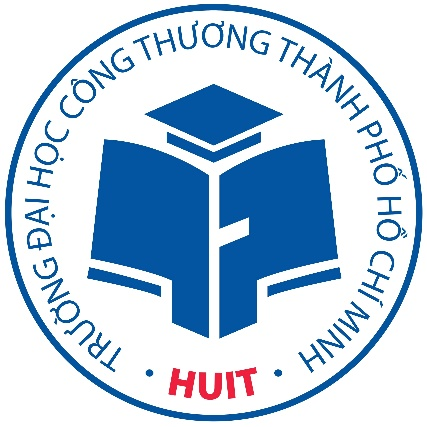 TRƯỜNG ĐẠI HỌC CÔNG THƯƠNG THÀNH PHỐ HỒ CHÍ MINH
• HUIT •